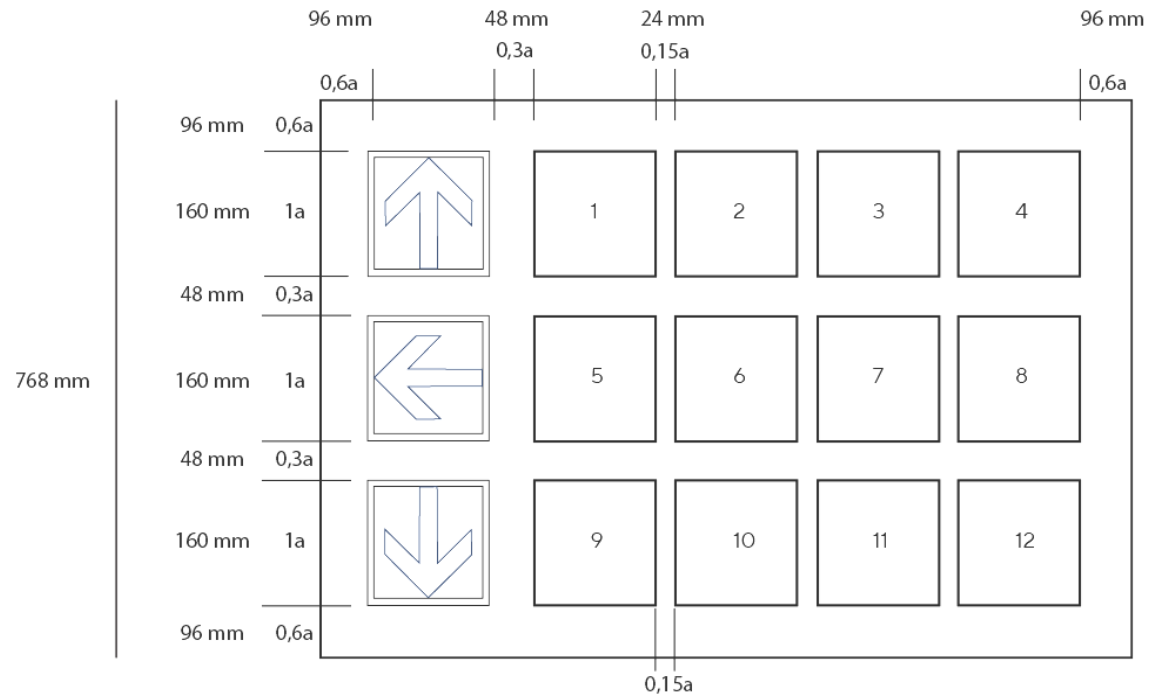 96 mm 48 mm 24 mm 96 mm
0,3a 0,15a
0,6a 0,6a
96 mm 0,6a
160 mm 1a 1 2 3 4
48 mm 0,3a
768 mm 160 mm 1a 5 6 7 8
48 mm 0,3a
160 mm 1a 9 10 11 12
96 mm 0,6a
0,15a